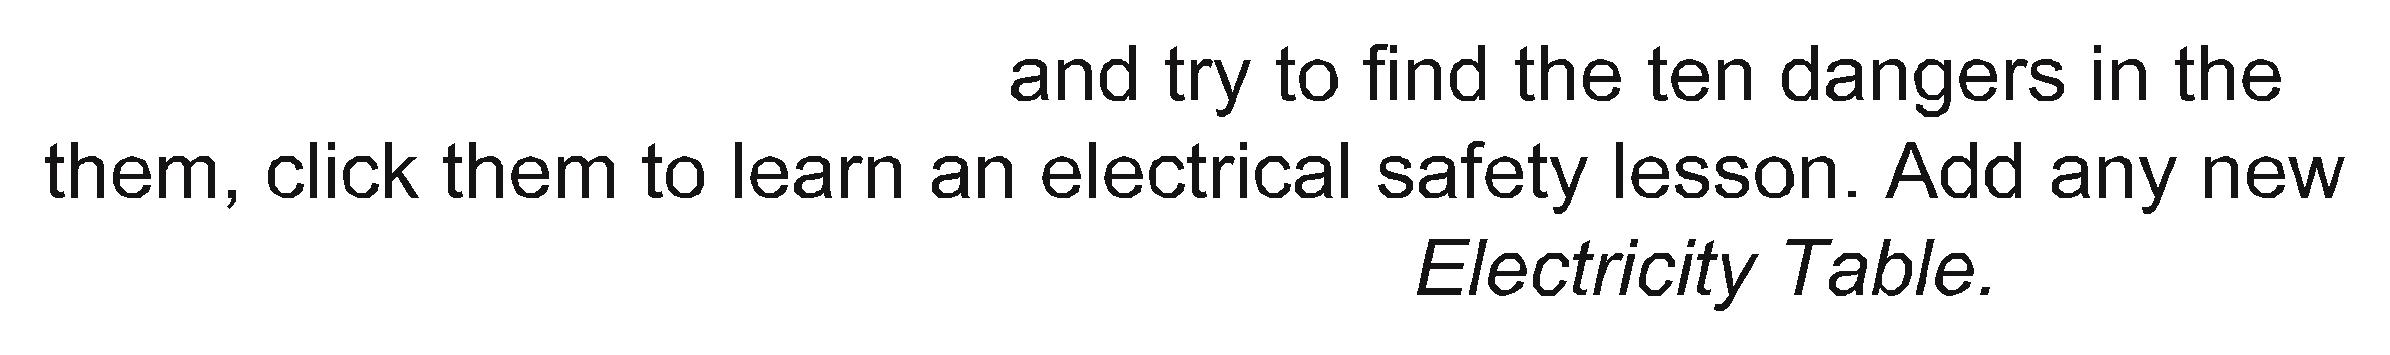 and try to find the ten dangers in the
them, click them to learn an electrical safety lesson. Add any new
Electricity Table.